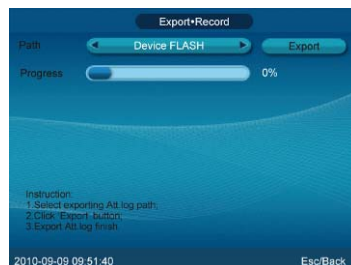 Export•Record
Path Device FLASH Export
Progress 0%
Instruction:
1.Select exporting Att.log path;
2.Click 'Export' button;
3.Export Att.log finish.
2010-09-09 09:51:40 Esc/Back